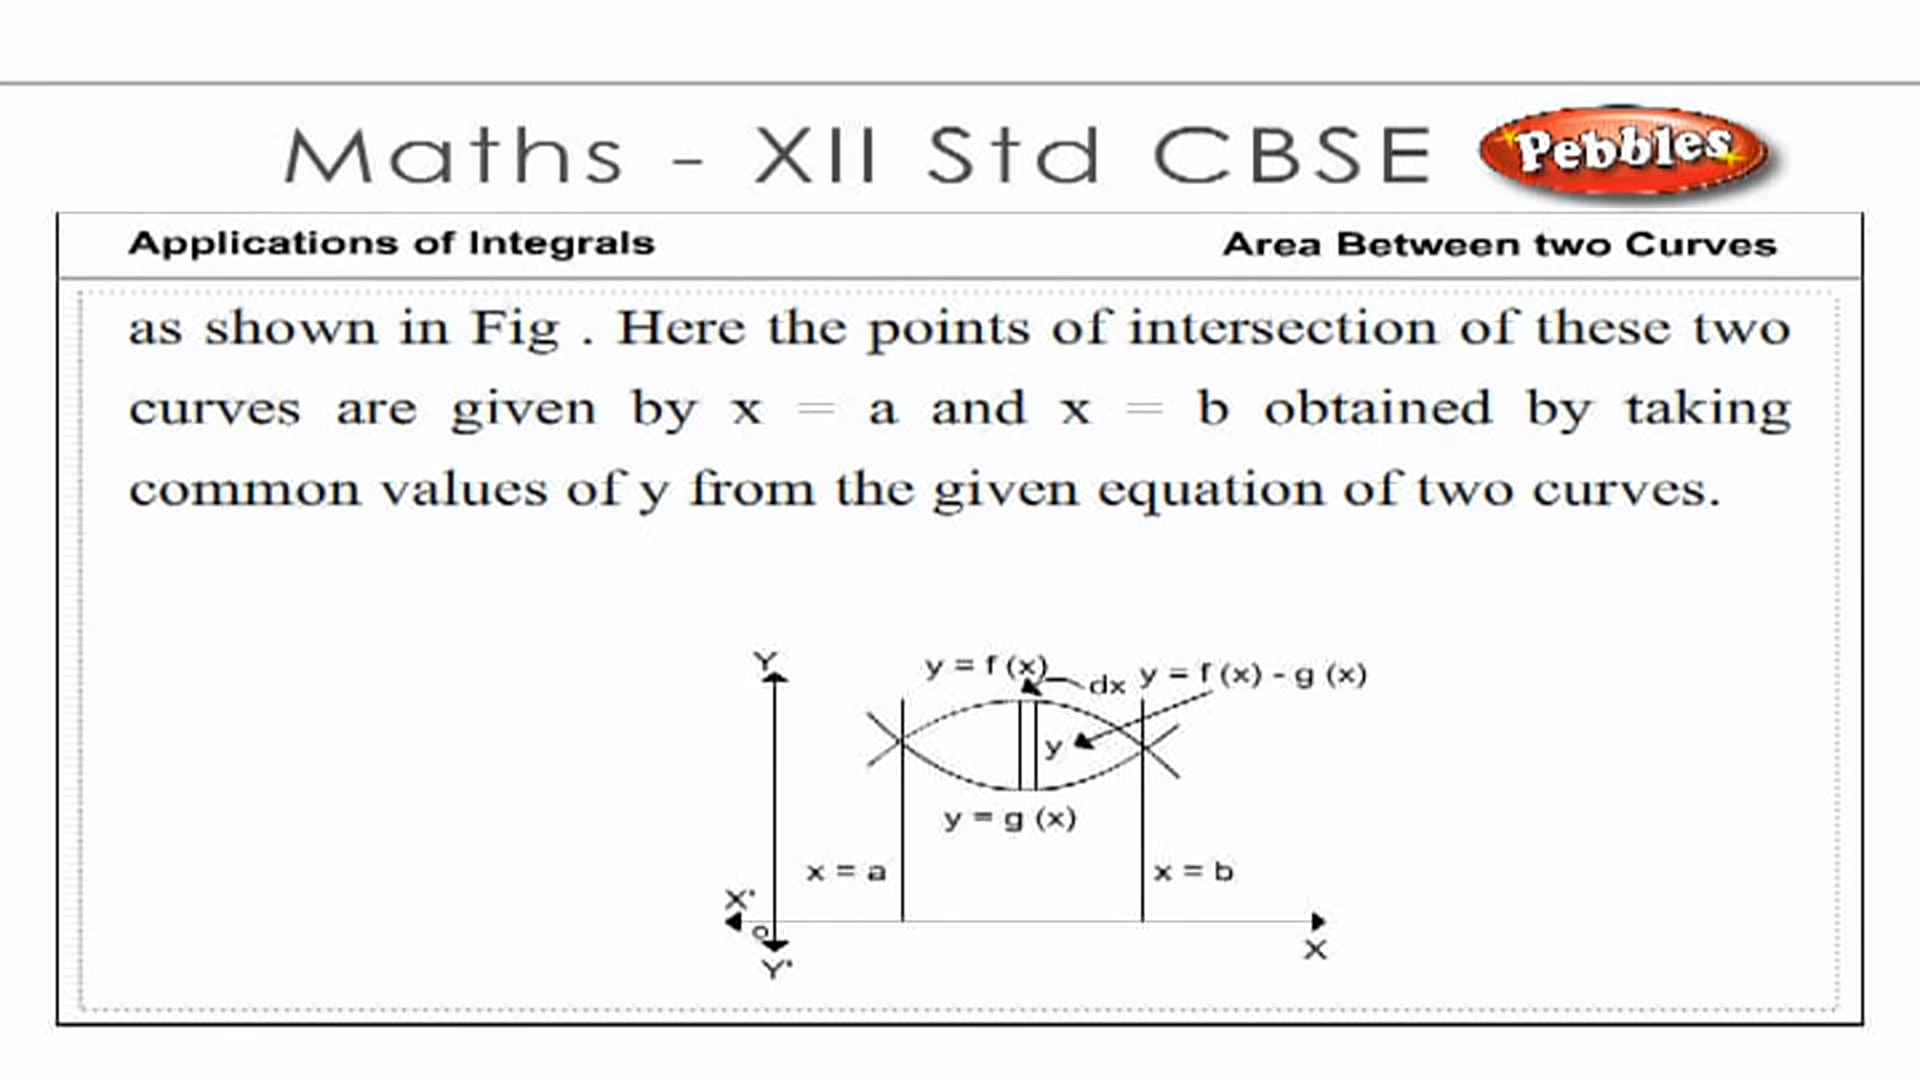 Maths - XII Std CBSE
Pebbles
Applications of Integrals
Area Between two Curves
as shown in Fig . Here the points of intersection of these two
curves are given by x = a and x = b obtained by taking
common values of y from the given equation of two curves.
Y
y = f (x)
dx
y = f (x) - g (x)
y
y = g (x)
x = a
x = b
X'
O
X
Y'